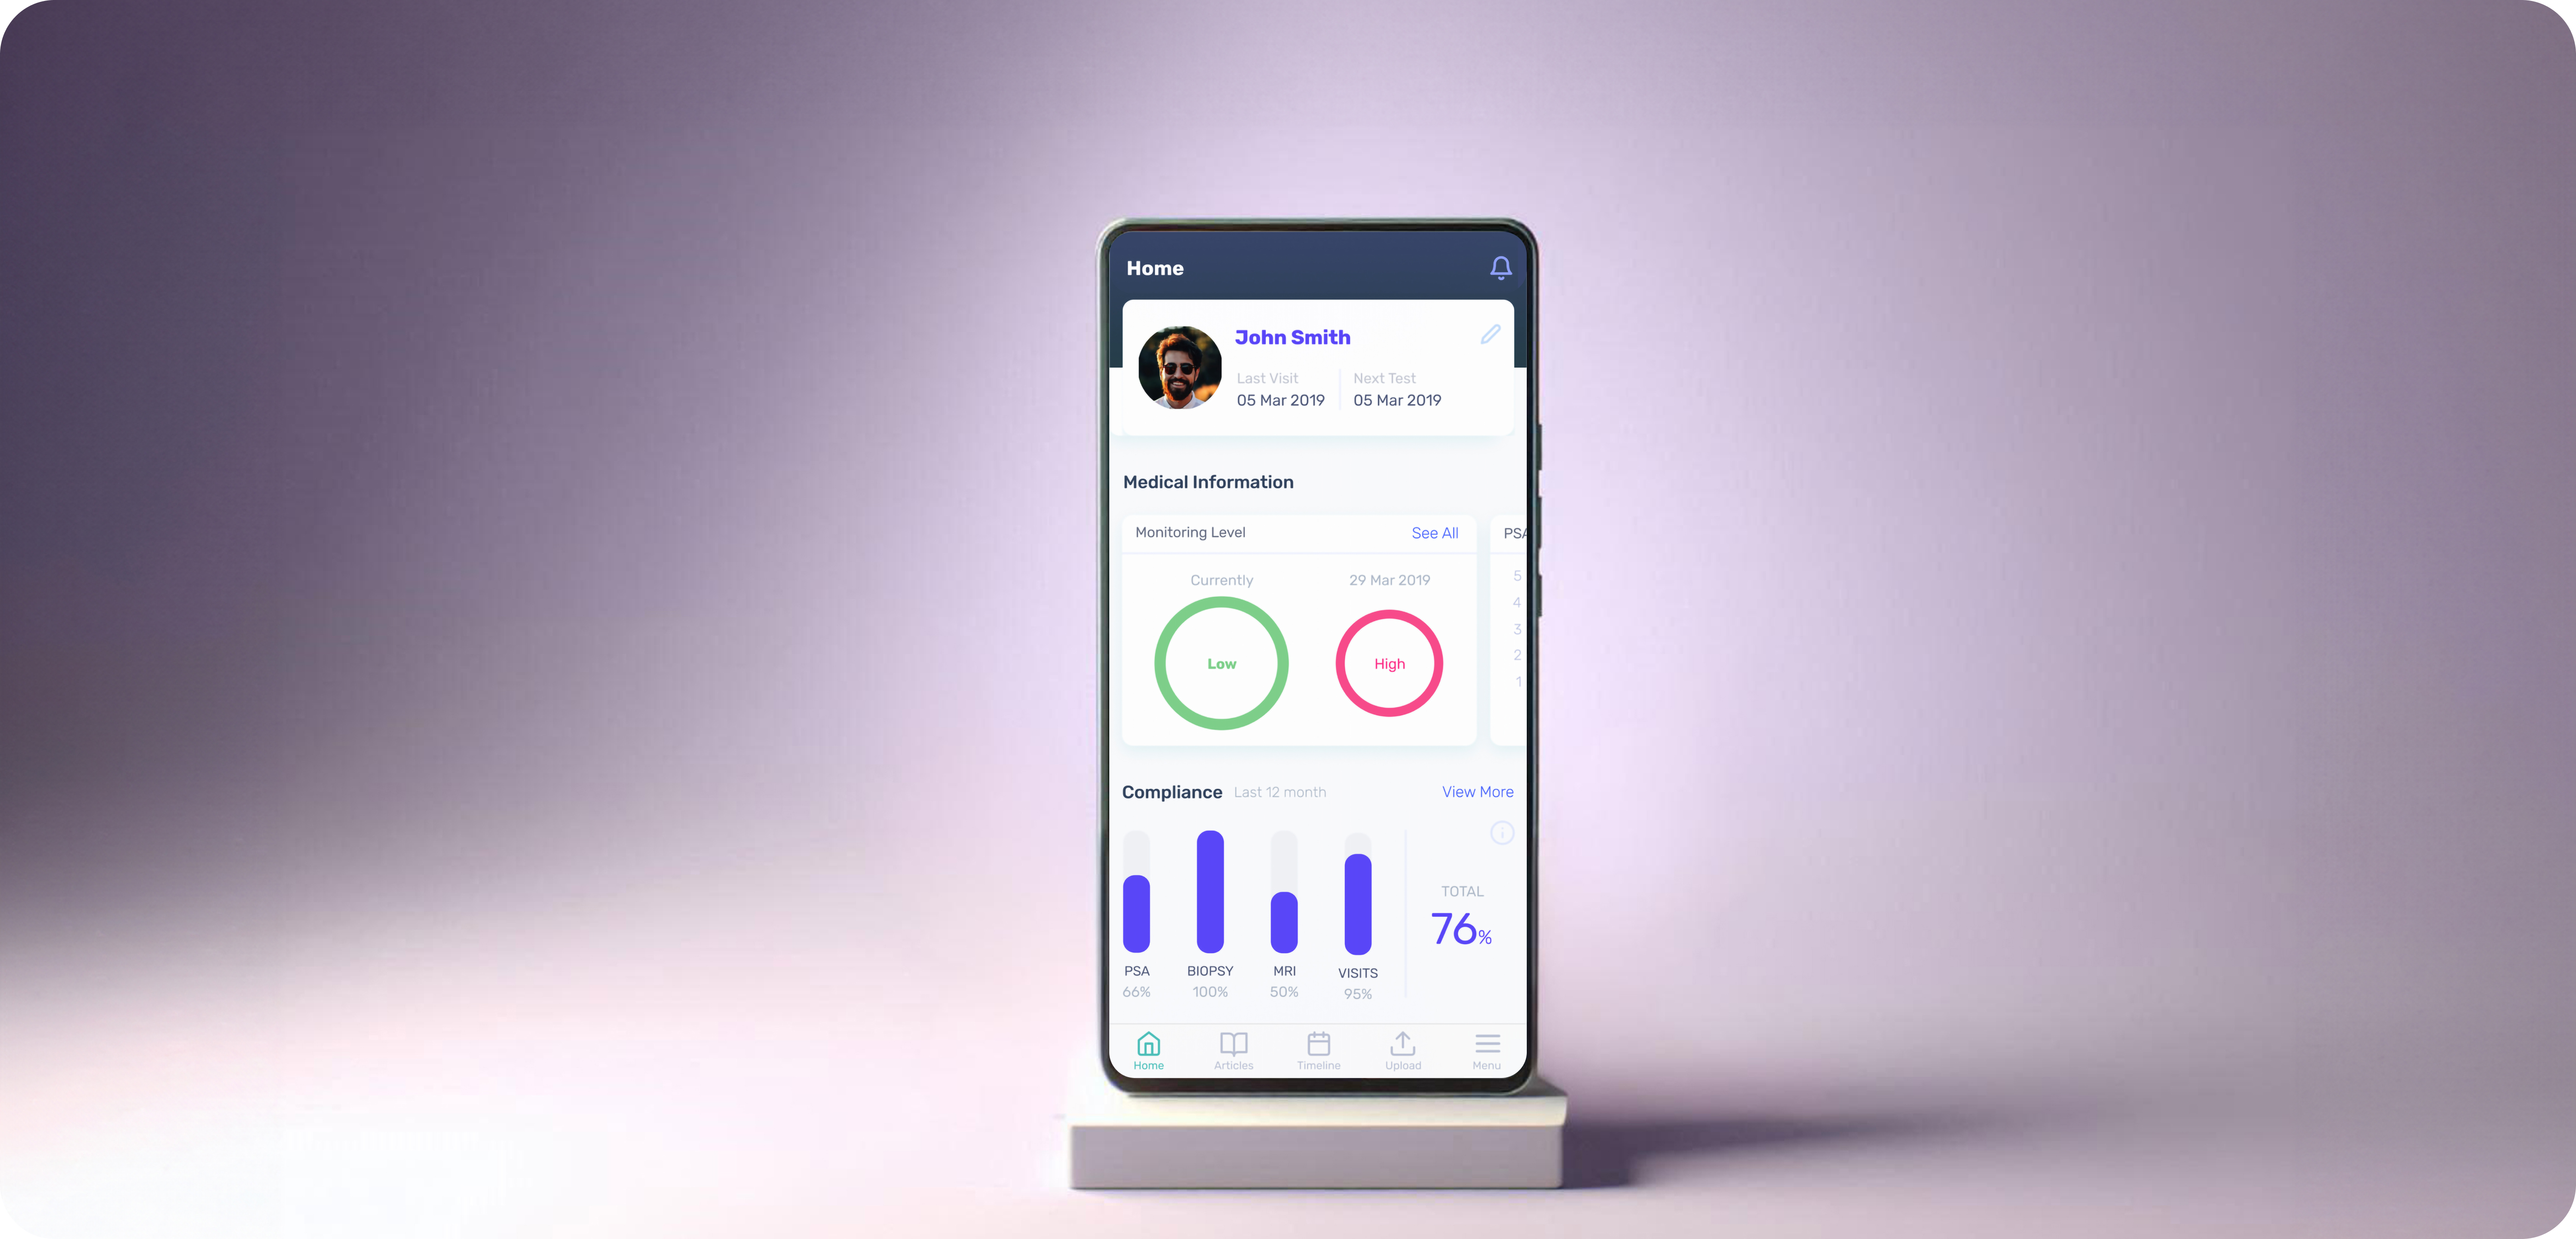 Home
John Smith
Last Visit
Next Test
05 Mar 2019
05 Mar 2019
Medical Information
Monitoring Level
See All
Currently
29 Mar 2019
Low
High
PSA
5
4
3
2
1
Compliance
Last 12 month
View More
TOTAL
76%
PSA
BIOPSY
MRI
VISITS
66%
100%
50%
95%
Home
Articles
Timeline
Upload
Menu